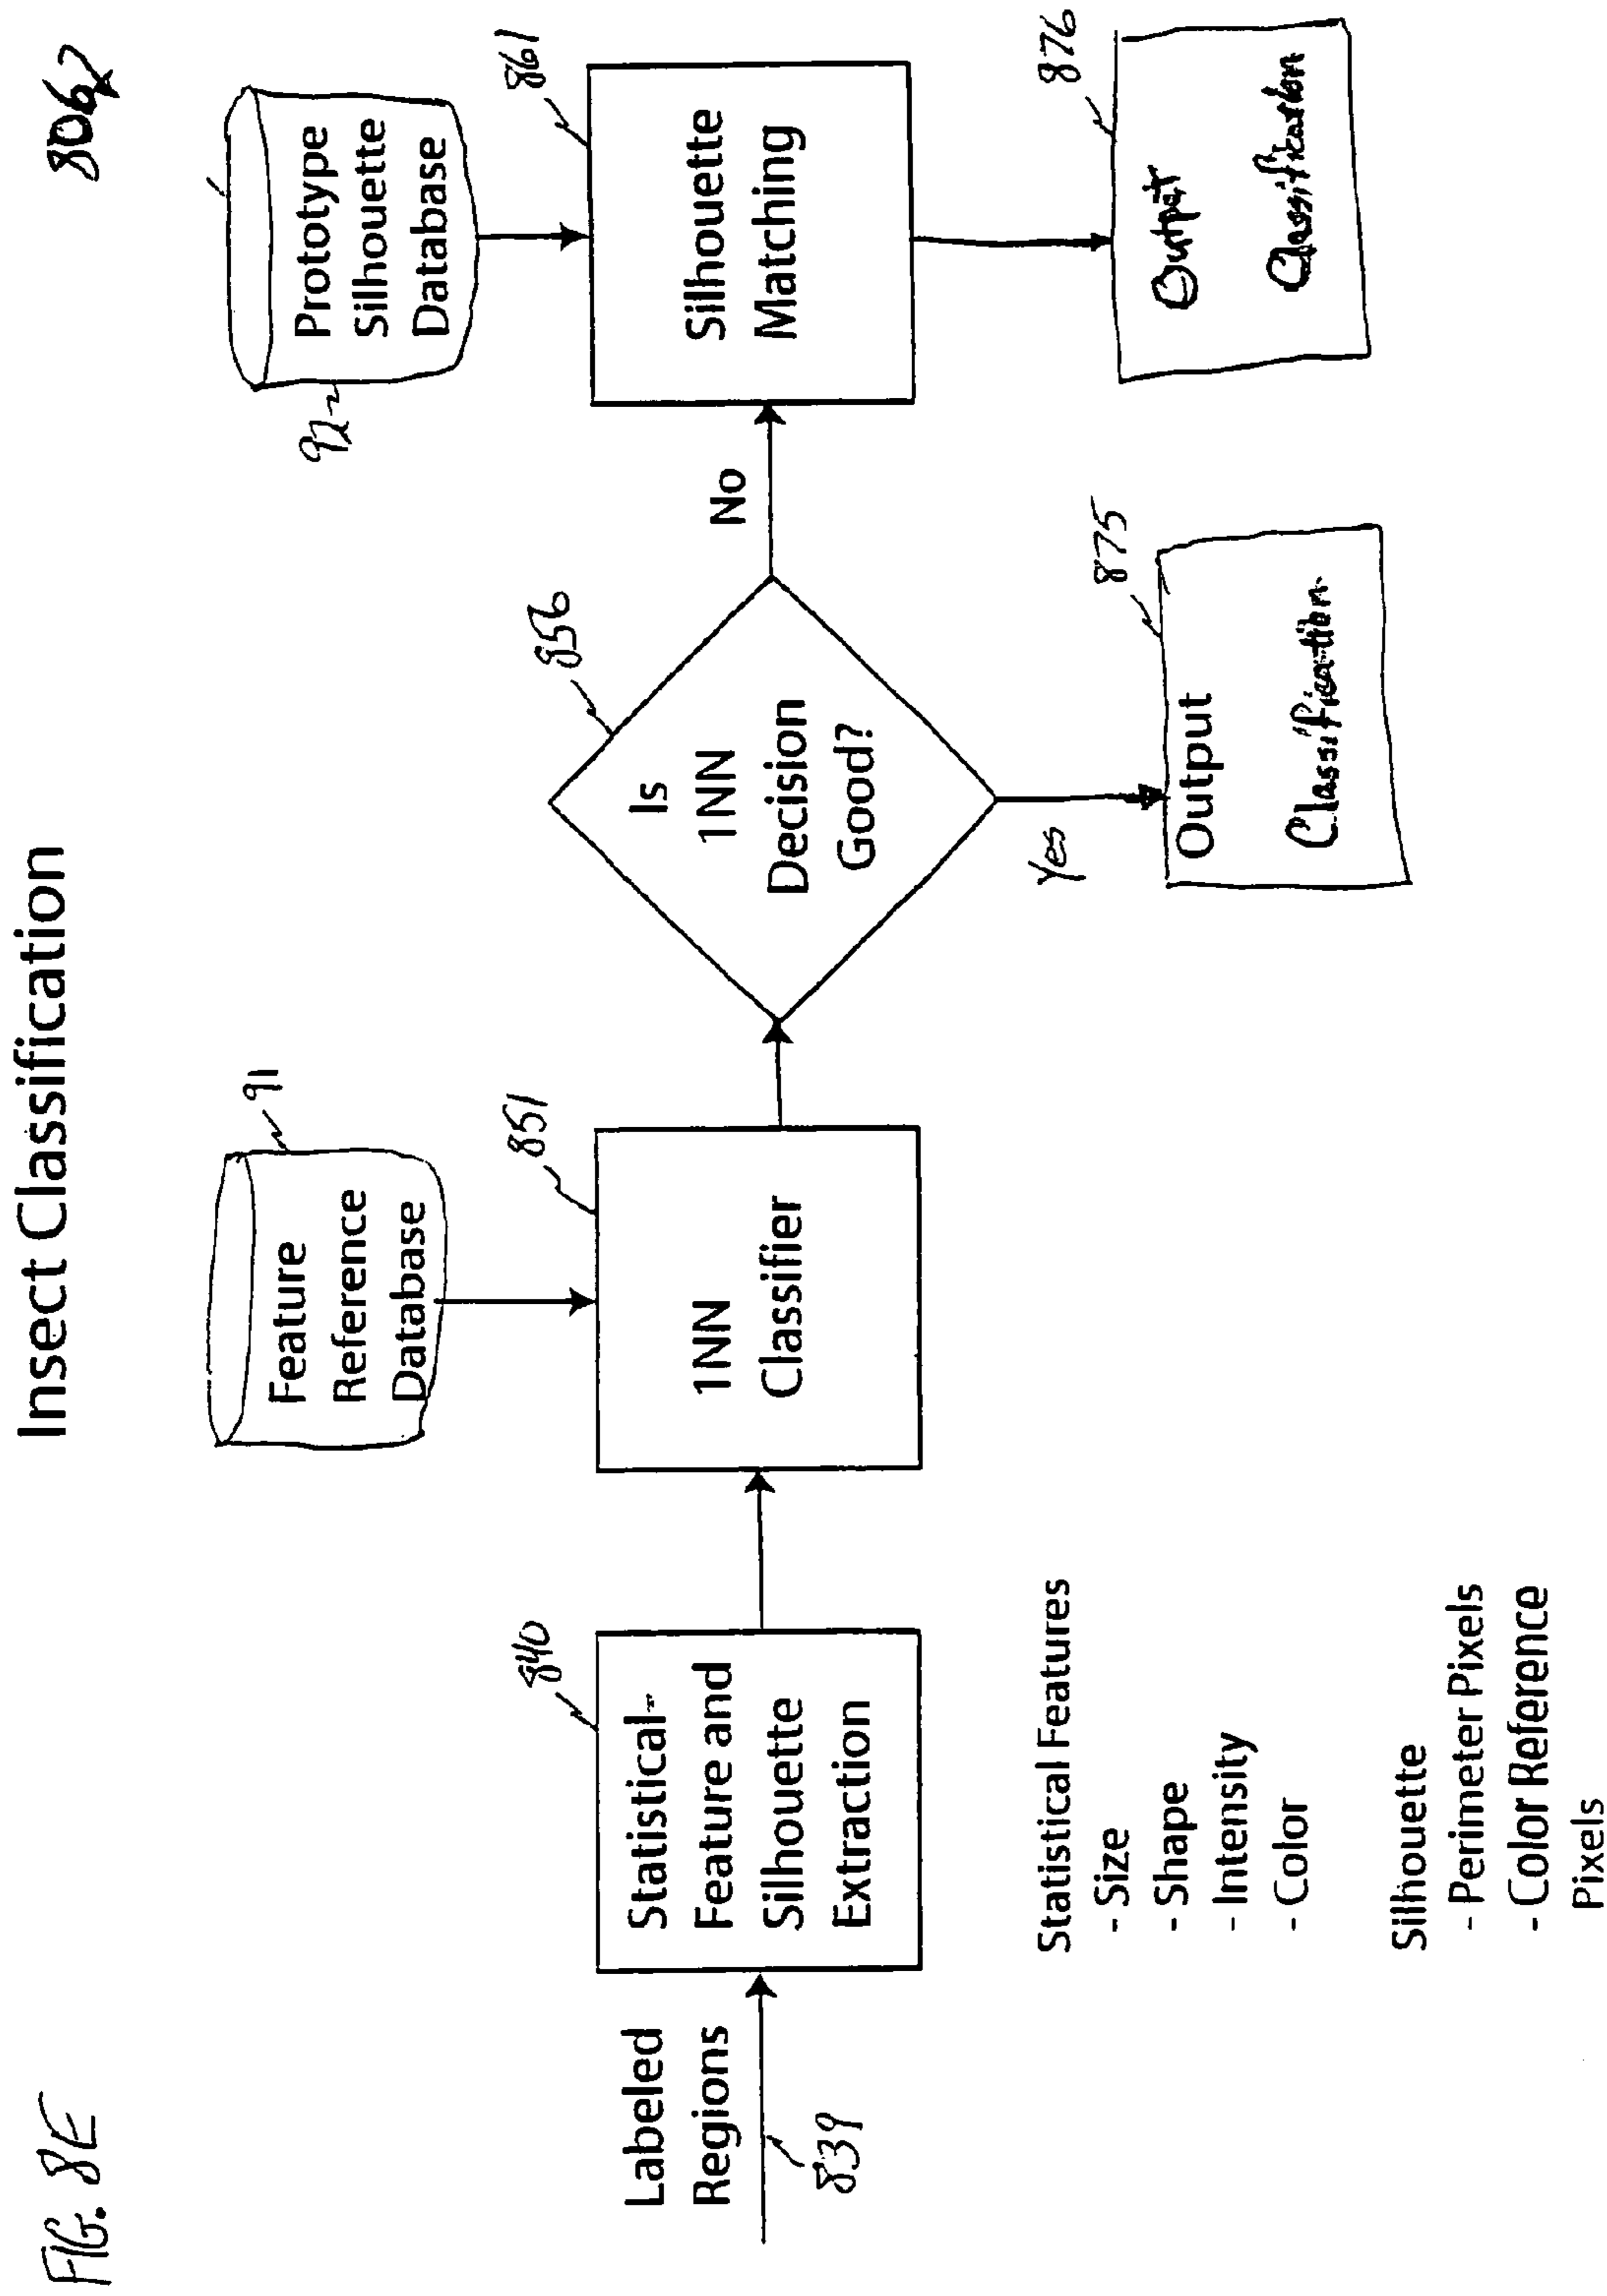 FIG. 8E
Insect Classification
8062
Labeled
Regions
839
Statistical-
Feature and
Silhouette
Extraction
840
Feature
Reference
Database
91
1NN
Classifier
851
Is
1NN
Decision
Good?
856
No
Yes
Prototype
Silhouette
Database
92
Silhouette
Matching
861
Output
Classification
875
Output
Classification
876
Statistical Features
- Size
- Shape
- Intensity
- Color
Silhouette
- Perimeter Pixels
- Color Reference
Pixels